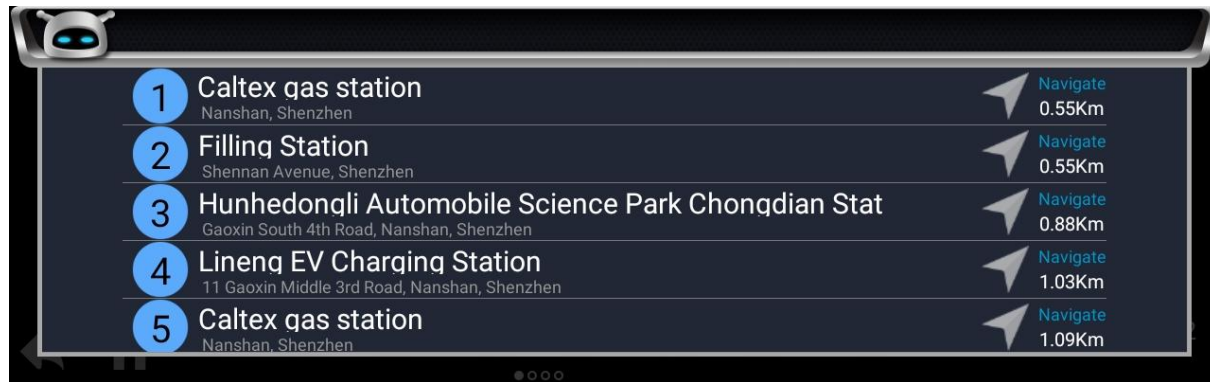 1
Caltex gas station
Nanshan, Shenzhen
Navigate
0.55Km
2
Filling Station
Shennan Avenue, Shenzhen
Navigate
0.55Km
3
Hunhedongli Automobile Science Park Chongdian Stat
Gaoxin South 4th Road, Nanshan, Shenzhen
Navigate
0.88Km
4
Lineng EV Charging Station
11 Gaoxin Middle 3rd Road, Nanshan, Shenzhen
Navigate
1.03Km
5
Caltex gas station
Nanshan, Shenzhen
Navigate
1.09Km